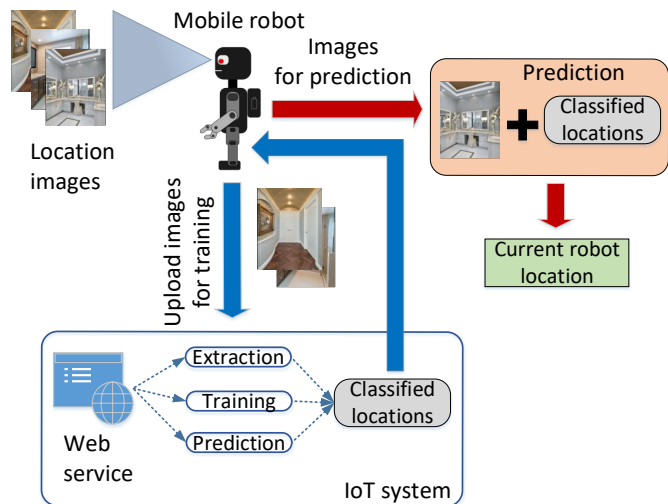 Mobile robot
Images
for prediction
Prediction
Classified
locations
Location
images
Upload images
for training
Current robot
location
Extraction
Training
Prediction
Classified
locations
Web
service
IoT system